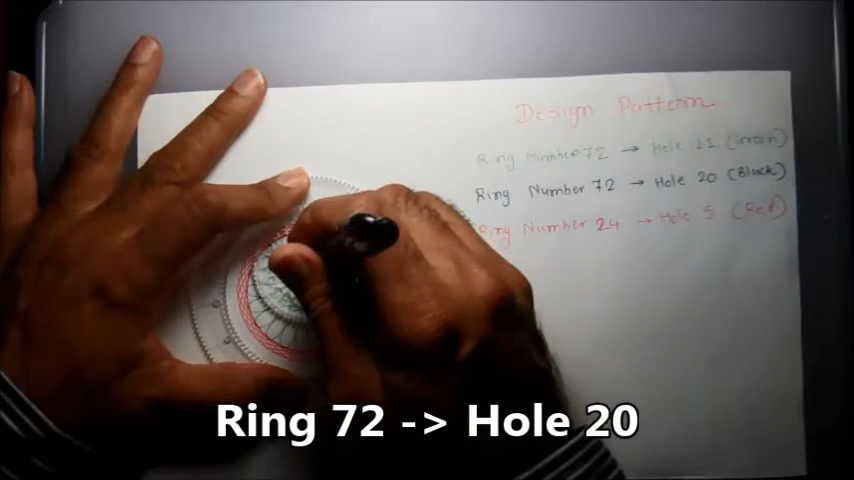 Design Pattern
Ring Number 72 → Hole 11 (Green)
Ring Number 72 → Hole 20 (Black)
Ring Number 24 → Hole 5 (Red)
Ring 72 -> Hole 20